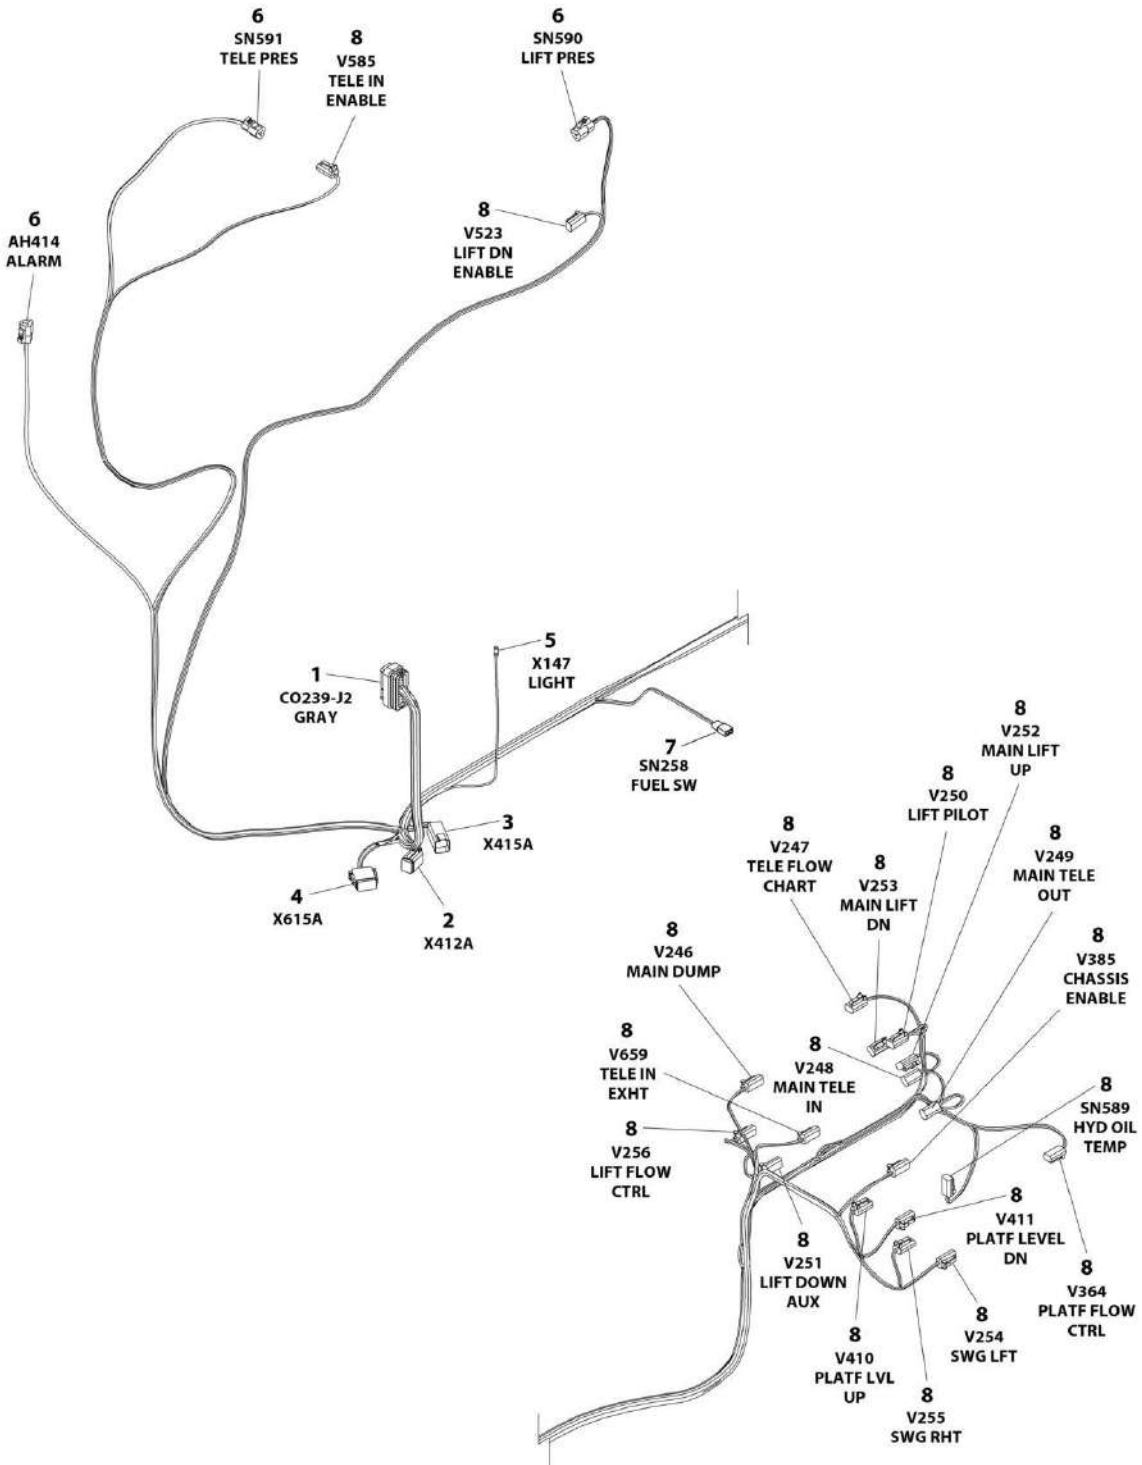 6
SN591
TELE PRES
8
V585
TELE IN
ENABLE
6
SN590
LIFT PRES
6
AH414
ALARM
8
V523
LIFT DN
ENABLE
1
CO239-J2
GRAY
5
X147
LIGHT
7
SN258
FUEL SW
3
X415A
4
X615A
2
X412A
8
V252
MAIN LIFT
UP
8
V250
LIFT PILOT
8
V247
TELE FLOW
CHART
8
V253
MAIN LIFT
DN
8
V249
MAIN TELE
OUT
8
V246
MAIN DUMP
8
V385
CHASSIS
ENABLE
8
V659
TELE IN
EXHT
8
V248
MAIN TELE
IN
8
SN589
HYD OIL
TEMP
8
V256
LIFT FLOW
CTRL
8
V251
LIFT DOWN
AUX
8
V411
PLATF LEVEL
DN
8
V364
PLATF FLOW
CTRL
8
V410
PLATF LVL
UP
8
V254
SWG LFT
8
V255
SWG RHT